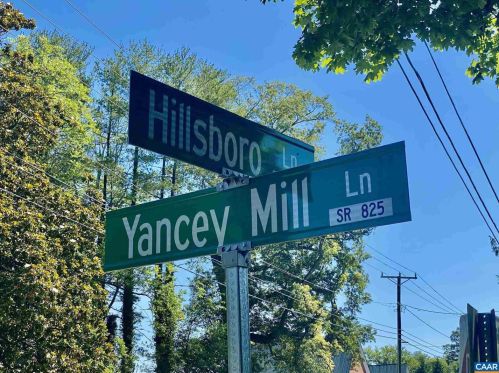 Hillsboro Ln
Yancey Mill Ln
SR 825
CAAR